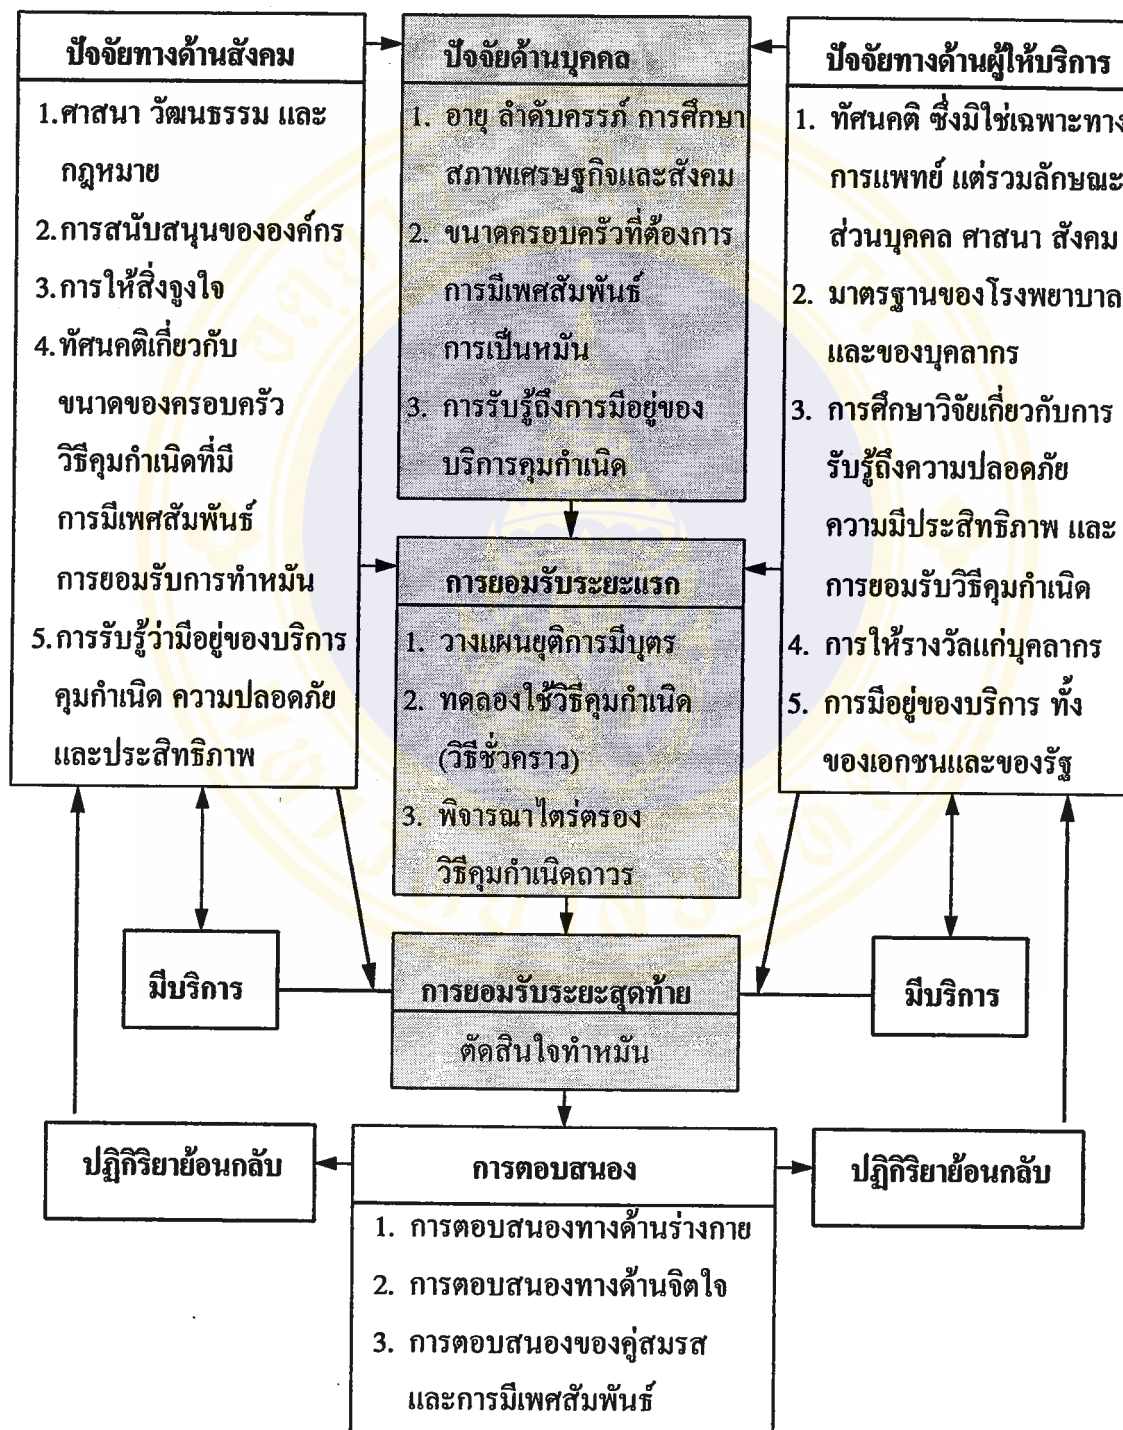 ปัจจัยทางด้านสังคม
1.ศาสนา วัฒนธรรม และ
กฎหมาย
2.การสนับสนุนขององค์กร
3.การให้สิ่งจูงใจ
4.ทัศนคติเกี่ยวกับ
ขนาดของครอบครัว
วิธีคุมกำเนิดที่มี
การมีเพศสัมพันธ์
การยอมรับการทำหมัน
5.การรับรู้ว่ามีอยู่ของบริการ
คุมกำเนิด ความปลอดภัย
และประสิทธิภาพ
ปัจจัยด้านบุคคล
1. อายุ ลำดับครรภ์ การศึกษา
สภาพเศรษฐกิจและสังคม
2. ขนาดครอบครัวที่ต้องการ
การมีเพศสัมพันธ์
การเป็นหมัน
3. การรับรู้ถึงการมีอยู่ของ
บริการคุมกำเนิด
ปัจจัยทางด้านผู้ให้บริการ
1. ทัศนคติ ซึ่งมิใช่เฉพาะทาง
การแพทย์ แต่รวมลักษณะ
ส่วนบุคคล ศาสนา สังคม
2. มาตรฐานของโรงพยาบาล
และของบุคลากร
3. การศึกษาวิจัยเกี่ยวกับการ
รับรู้ถึงความปลอดภัย
ความมีประสิทธิภาพ และ
การยอมรับวิธีคุมกำเนิด
4. การให้รางวัลแก่บุคลากร
5. การมีอยู่ของบริการ ทั้ง
ของเอกชนและของรัฐ
การยอมรับระยะแรก
1. วางแผนยุติการมีบุตร
2. ทดลองใช้วิธีคุมกำเนิด
(วิธีชั่วคราว)
3. พิจารณาไตร่ตรอง
วิธีคุมกำเนิดถาวร
มีบริการ
การยอมรับระยะสุดท้าย
ตัดสินใจทำหมัน
มีบริการ
ปฏิกิริยาย้อนกลับ
การตอบสนอง
1. การตอบสนองทางด้านร่างกาย
2. การตอบสนองทางด้านจิตใจ
3. การตอบสนองของคู่สมรส
และการมีเพศสัมพันธ์
ปฏิกิริยาย้อนกลับ